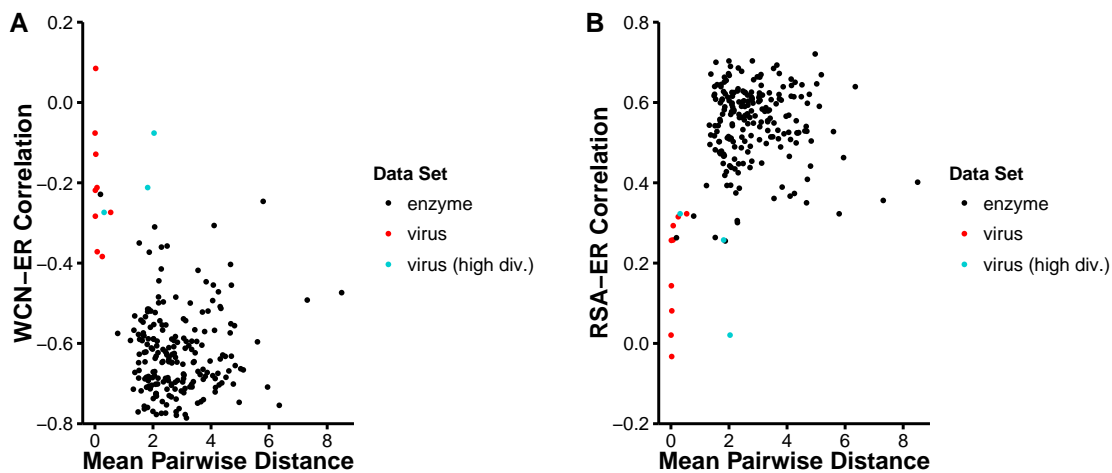 A
WCN−ER Correlation
0.2
0.0
−0.2
−0.4
−0.6
−0.8
0 2 4 6 8
Mean Pairwise Distance
Data Set
enzyme
virus
virus (high div.)
B
RSA−ER Correlation
0.8
0.6
0.4
0.2
0.0
−0.2
0 2 4 6 8
Mean Pairwise Distance
Data Set
enzyme
virus
virus (high div.)